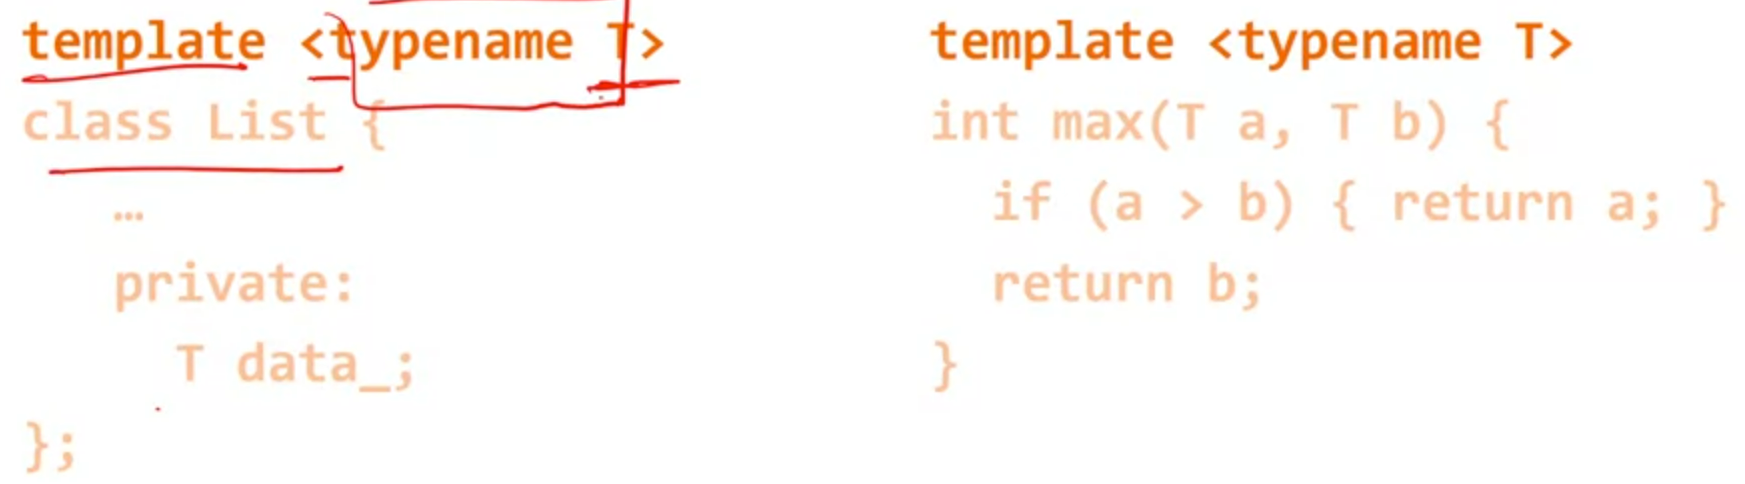 template <typename T>
class List {
...
private:
T data_;
};
template <typename T>
int max(T a, T b) {
if (a > b) { return a; }
return b;
}